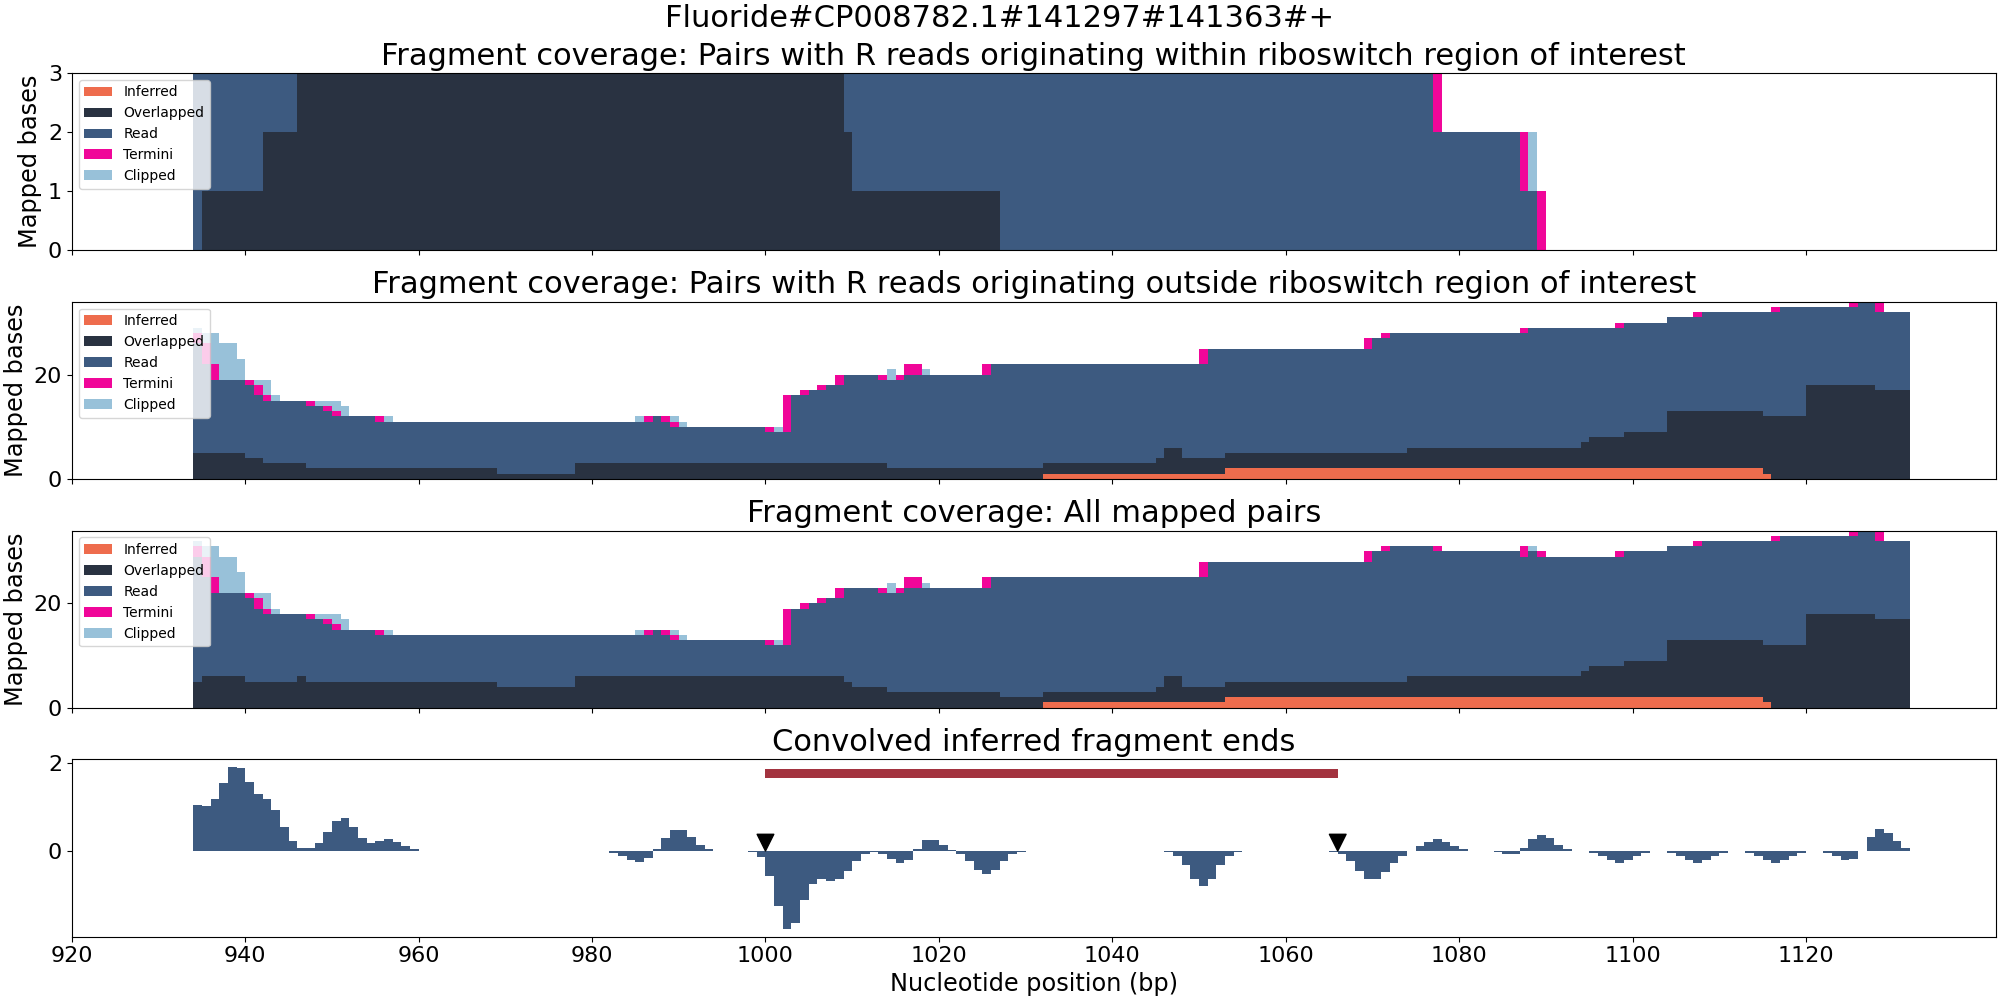 Fluoride#CP008782.1#141297#141363#+
Fragment coverage: Pairs with R reads originating within riboswitch region of interest
Mapped bases
3
2
1
0
Inferred
Overlapped
Read
Termini
Clipped
Fragment coverage: Pairs with R reads originating outside riboswitch region of interest
Mapped bases
20
0
Inferred
Overlapped
Read
Termini
Clipped
Fragment coverage: All mapped pairs
Mapped bases
20
0
Inferred
Overlapped
Read
Termini
Clipped
Convolved inferred fragment ends
2
0
920 940 960 980 1000 1020 1040 1060 1080 1100 1120
Nucleotide position (bp)